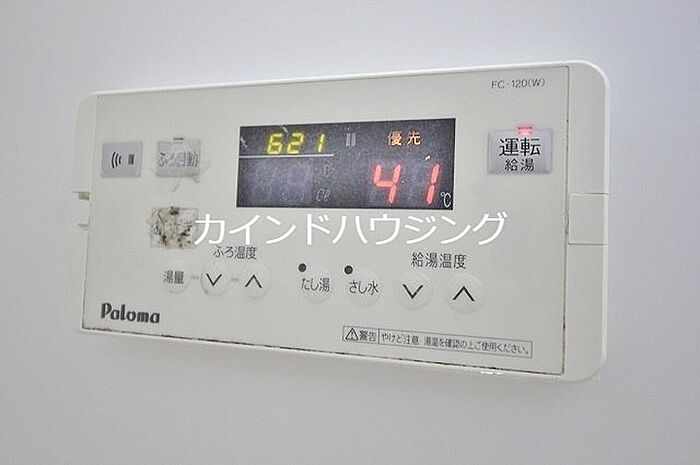 FC-120(W)
621
優先
41
℃
運転
給湯
ふろ自動
カインドハウジング
ふろ温度
給湯温度
湯量
たし湯
さし水
Paloma
警告 やけど注意 湯温を確認の上ご使用ください。